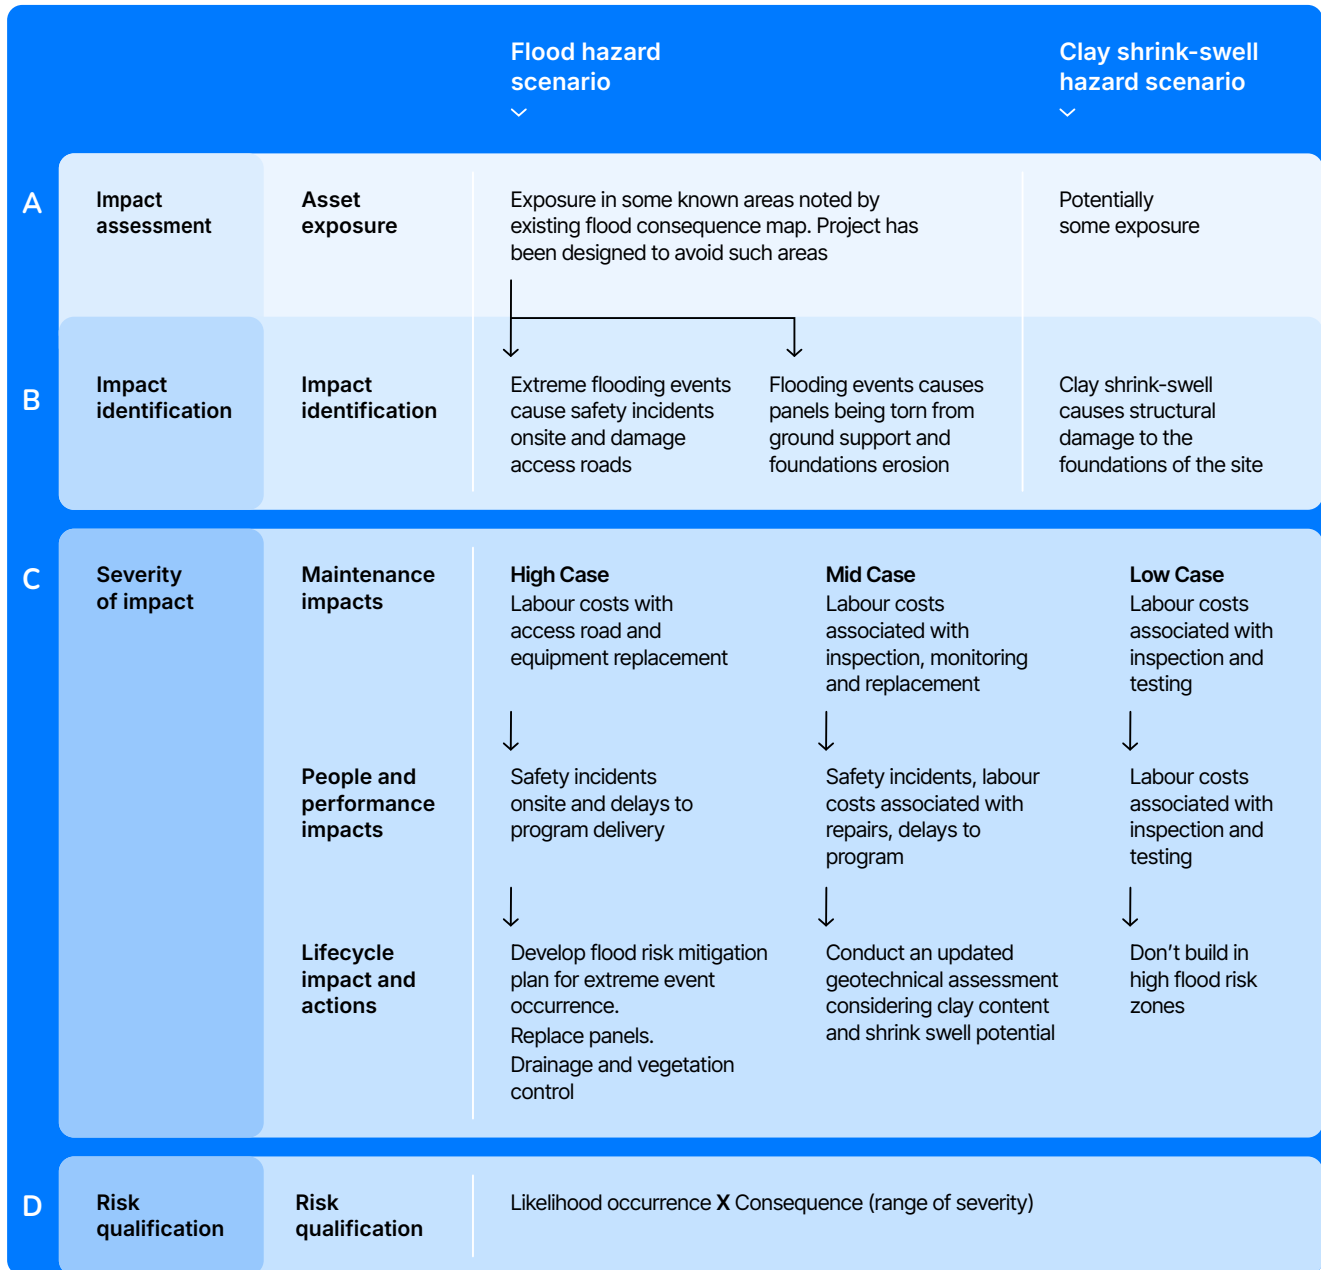 Flood hazard
scenario
Clay shrink-swell
hazard scenario
A
Impact
assessment
Asset
exposure
Exposure in some known areas noted by
existing flood consequence map. Project has
been designed to avoid such areas
Potentially
some exposure
B
Impact
identification
Impact
identification
Extreme flooding events
cause safety incidents
onsite and damage
access roads
Flooding events causes
panels being torn from
ground support and
foundations erosion
Clay shrink-swell
causes structural
damage to the
foundations of the site
C
Severity
of impact
Maintenance
impacts
High Case
Labour costs with
access road and
equipment replacement
Mid Case
Labour costs
associated with
inspection, monitoring
and replacement
Low Case
Labour costs
associated with
inspection and
testing
People and
performance
impacts
Safety incidents
onsite and delays to
program delivery
Safety incidents, labour
costs associated with
repairs, delays to
program
Labour costs
associated with
inspection and
testing
Lifecycle
impact and
actions
Develop flood risk mitigation
plan for extreme event
occurrence.
Replace panels.
Drainage and vegetation
control
Conduct an updated
geotechnical assessment
considering clay content
and shrink swell potential
Don’t build in
high flood risk
zones
D
Risk
qualification
Risk
qualification
Likelihood occurrence X Consequence (range of severity)